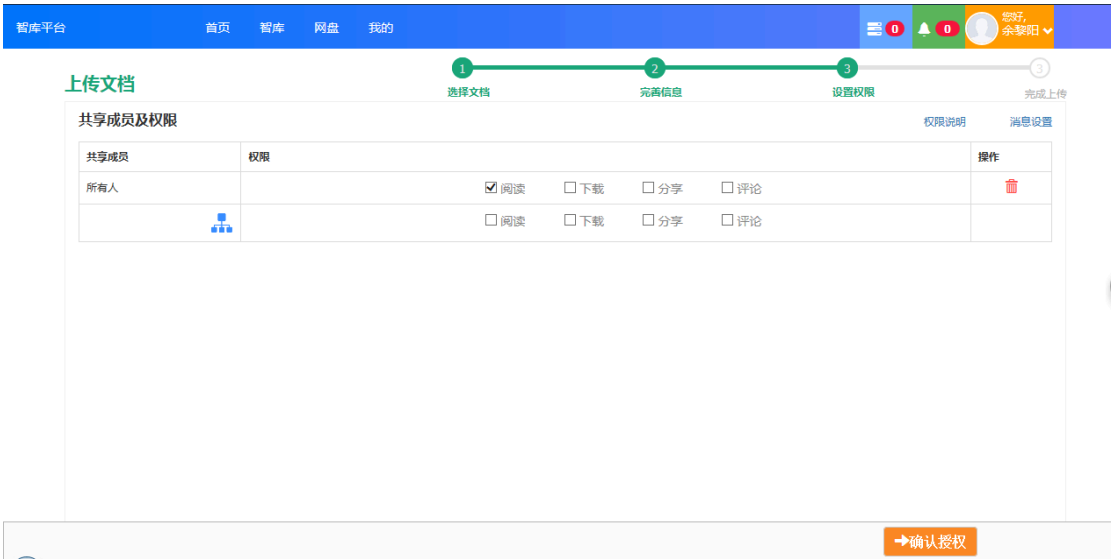 智库平台 首页 智库 网盘 我的 0 0 您好,
余黎阳
上传文档 1 2 3 3
选择文档 完善信息 设置权限 完成上传
共享成员及权限 权限说明 消息设置
共享成员 权限 操作
所有人 阅读 下载 分享 评论
阅读 下载 分享 评论
确认授权